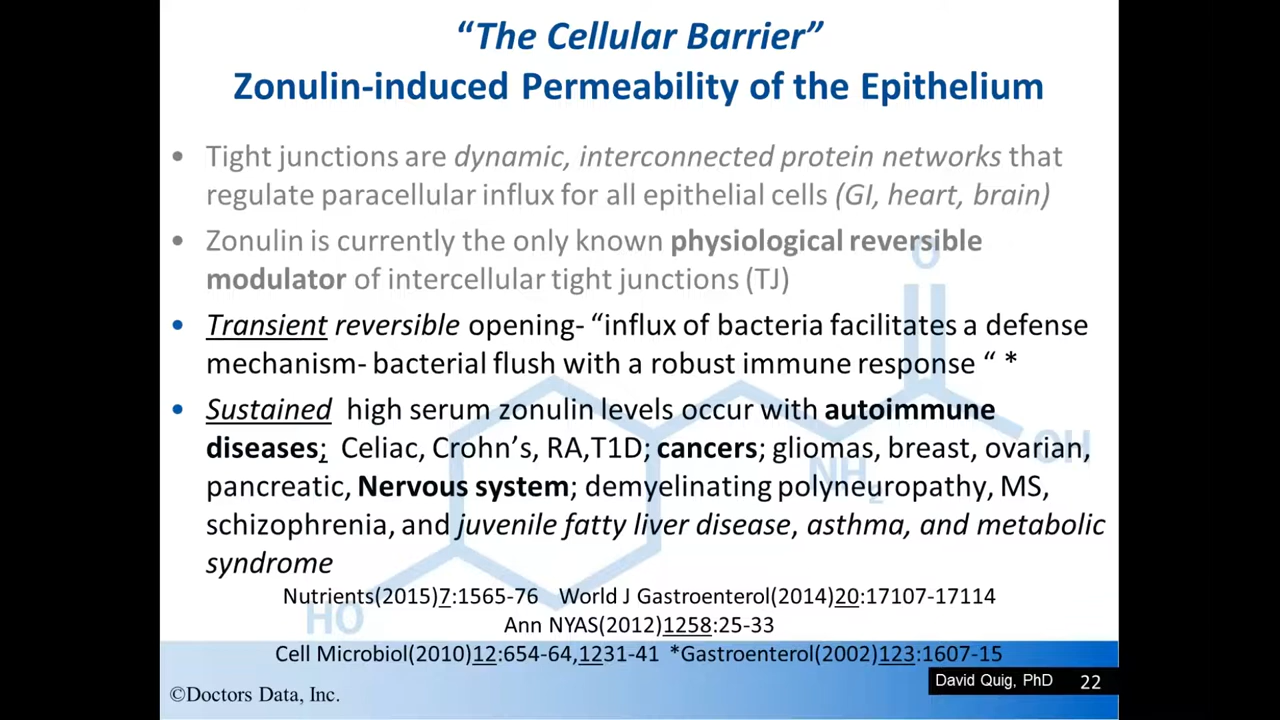 “The Cellular Barrier”
Zonulin-induced Permeability of the Epithelium
• Tight junctions are dynamic, interconnected protein networks that
regulate paracellular influx for all epithelial cells (GI, heart, brain)
• Zonulin is currently the only known physiological reversible
modulator of intercellular tight junctions (TJ)
• Transient reversible opening- “influx of bacteria facilitates a defense
mechanism- bacterial flush with a robust immune response “ *
• Sustained high serum zonulin levels occur with autoimmune
diseases; Celiac, Crohn’s, RA,T1D; cancers; gliomas, breast, ovarian,
pancreatic, Nervous system; demyelinating polyneuropathy, MS,
schizophrenia, and juvenile fatty liver disease, asthma, and metabolic
syndrome
Nutrients(2015)7:1565-76 World J Gastroenterol(2014)20:17107-17114
Ann NYAS(2012)1258:25-33
Cell Microbiol(2010)12:654-64,1231-41 *Gastroenterol(2002)123:1607-15
O
OH
NH2
HO
©Doctors Data, Inc.
David Quig, PhD 22